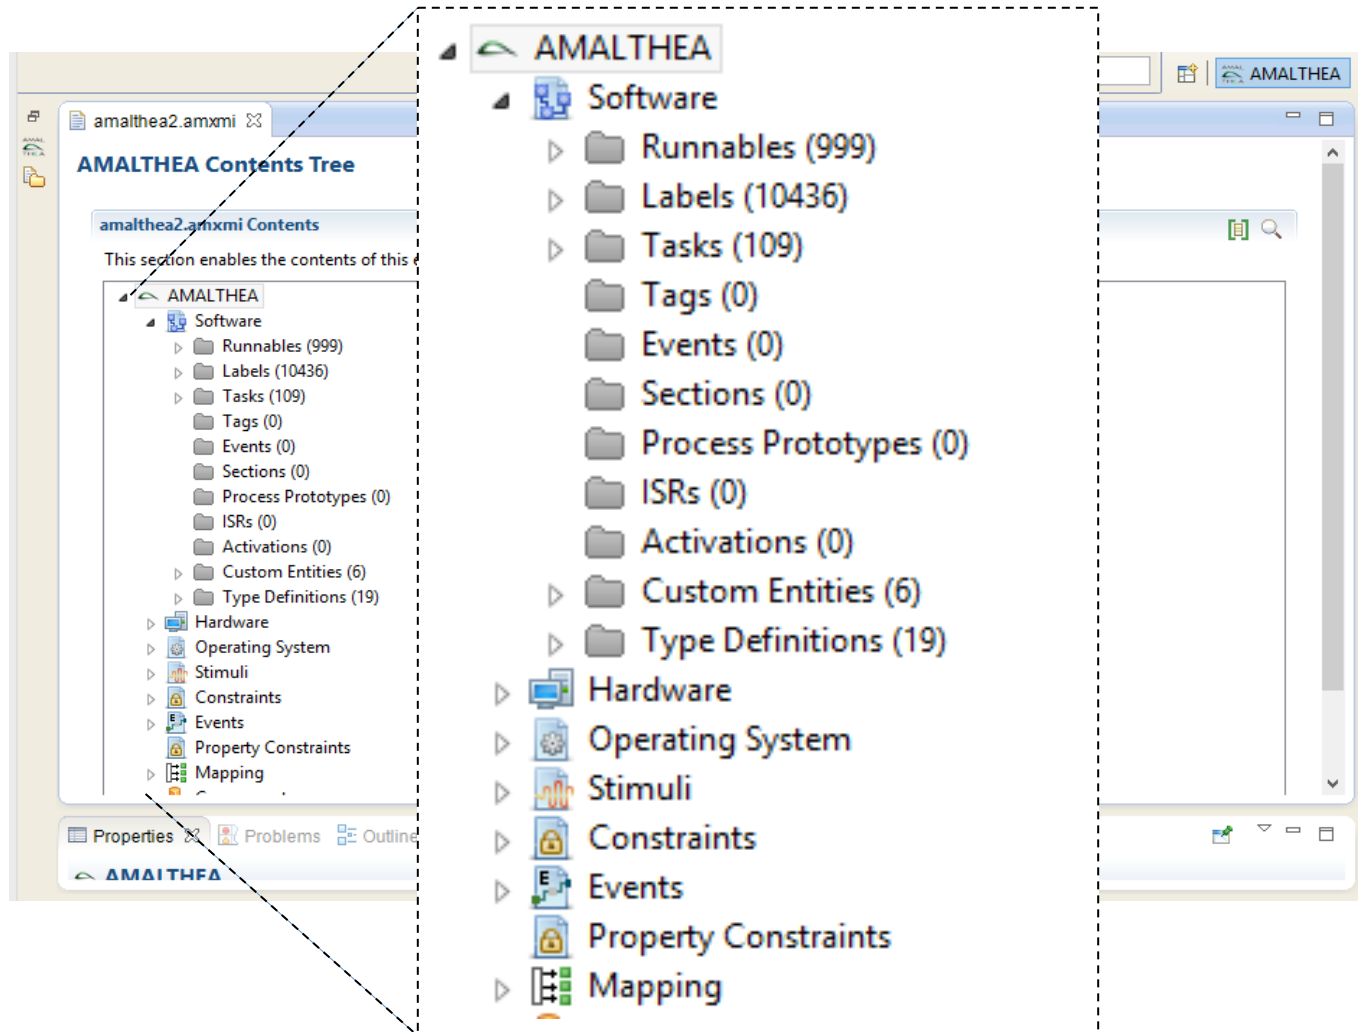 AMALTHEA
amalthea2.amxmi
AMALTHEA Contents Tree
amalthea2.amxmi Contents
This section enables the contents of this
AMALTHEA
Software
Runnables (999)
Labels (10436)
Tasks (109)
Tags (0)
Events (0)
Sections (0)
Process Prototypes (0)
ISRs (0)
Activations (0)
Custom Entities (6)
Type Definitions (19)
Hardware
Operating System
Stimuli
Constraints
Events
Property Constraints
Mapping
Properties Problems Outline
AMALTHEA
AMALTHEA
Software
Runnables (999)
Labels (10436)
Tasks (109)
Tags (0)
Events (0)
Sections (0)
Process Prototypes (0)
ISRs (0)
Activations (0)
Custom Entities (6)
Type Definitions (19)
Hardware
Operating System
Stimuli
Constraints
Events
Property Constraints
Mapping